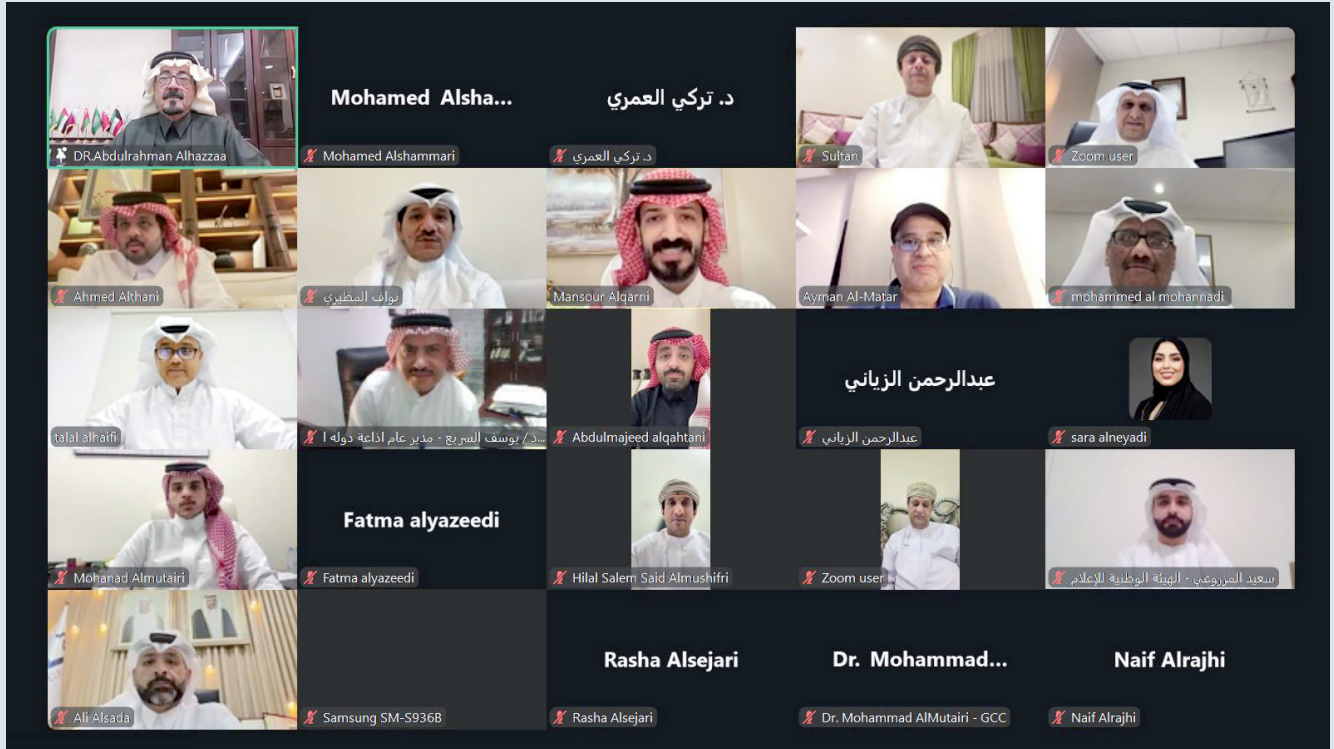 DR.Abdulrahman Alhazzaa
Mohamed Alsha...
Mohamed Alshammari
د. تركي العمري
د. تركي العمري
Sultan
Zoom user
Ahmed Althani
نواف المطيري
Mansour Alqarni
Ayman Al-Matar
mohammed al mohannadi
talal alhaifi
د / يوسف السريع - مدير عام اذاعة دوله ا...
Abdulmajeed alqahtani
عبدالرحمن الزياني
عبدالرحمن الزياني
sara alneyadi
Mohanad Almutairi
Fatma alyazeedi
Fatma alyazeedi
Hilal Salem Said Almushifri
Zoom user
سعيد المزروعي - الهيئة الوطنية للإعلام
Ali Alsada
Samsung SM-S936B
Rasha Alsejari
Rasha Alsejari
Dr. Mohammad...
Dr. Mohammad AlMutairi - GCC
Naif Alrajhi
Naif Alrajhi